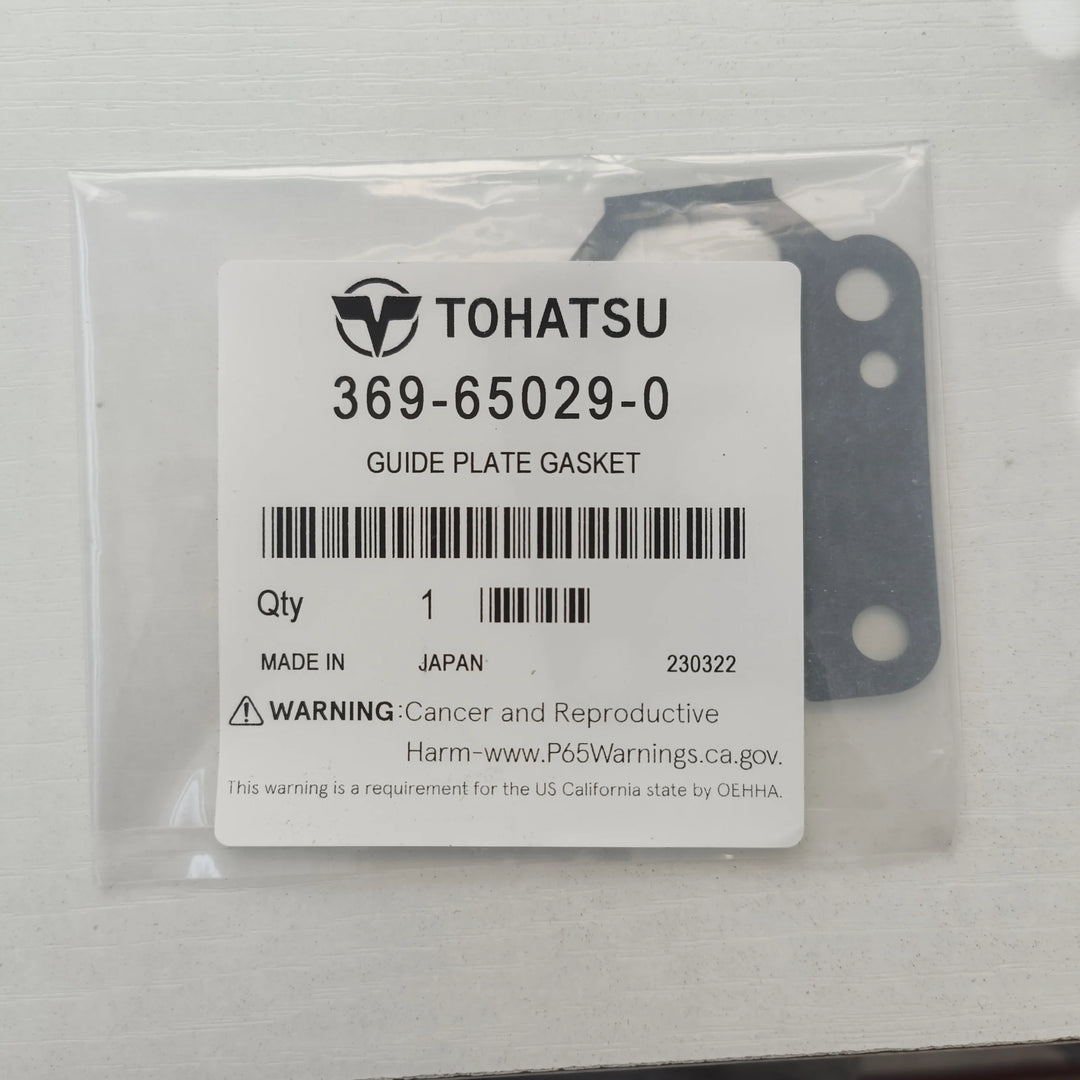 TOHATSU
369-65029-0
GUIDE PLATE GASKET
Qty 1
MADE IN JAPAN 230322
WARNING:Cancer and Reproductive
Harm-www.P65Warnings.ca.gov.
This warning is a requirement for the US California state by OEHHA.